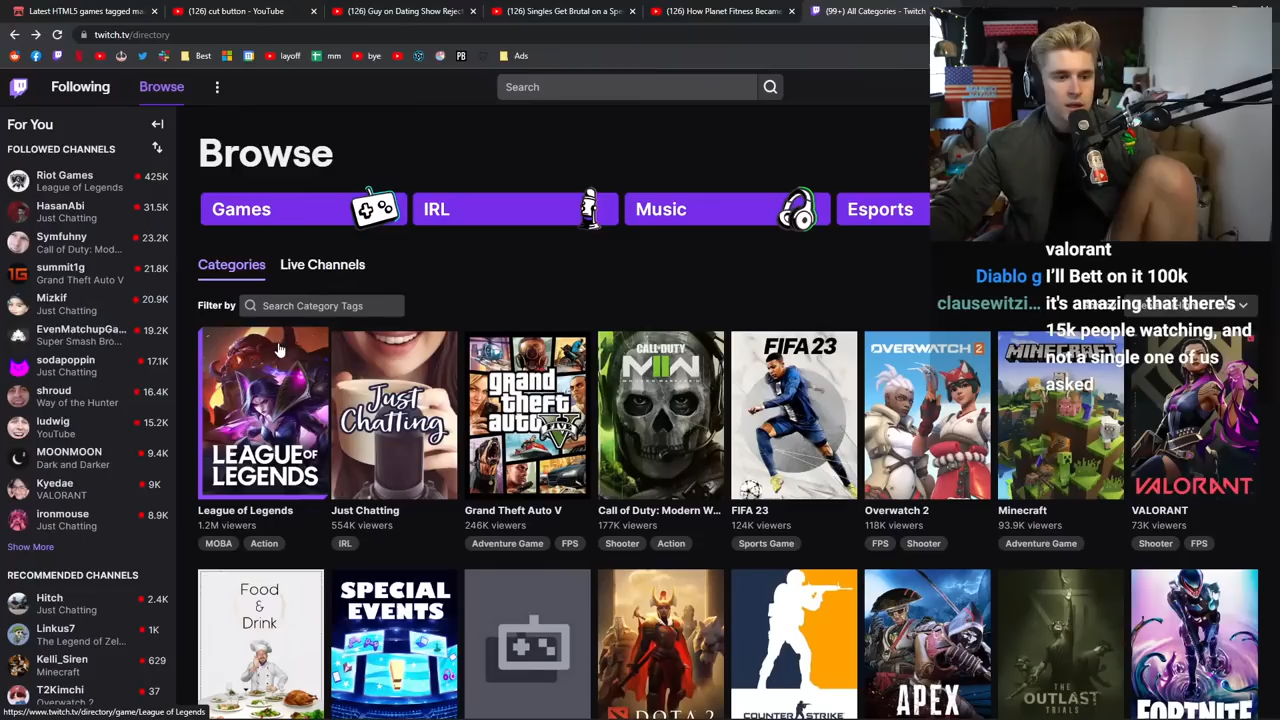 Latest HTML5 games tagged ma
(126) cut button - YouTube
(126) Guy on Dating Show Reject
(126) Singles Get Brutal on a Spe
(126) How Planet Fitness Became
(99+) All Categories - Twitch
twitch.tv/directory
Best
layoff
mm
bye
PB
Ads
Following
Browse
Search
For You
FOLLOWED CHANNELS
Riot Games 425K
League of Legends
HasanAbi 31.5K
Just Chatting
Symfuhny 23.2K
Call of Duty: Mod...
summit1g 21.8K
Grand Theft Auto V
Mizkif 20.9K
Just Chatting
EvenMatchupGa... 19.2K
Super Smash Bro...
sodapoppin 17.1K
Just Chatting
shroud 16.4K
Way of the Hunter
ludwig 15.2K
YouTube
MOONMOON 9.4K
Dark and Darker
Kyedae 9K
VALORANT
ironmouse 8.9K
Just Chatting
Show More
RECOMMENDED CHANNELS
Hitch 2.4K
Just Chatting
Linkus7 1K
The Legend of Zel...
Kelli_Siren 629
Minecraft
T2Kimchi 37
Overwatch 2
https://www.twitch.tv/directory/game/League of Legends
Browse
Games
IRL
Music
Esports
Categories
Live Channels
Filter by
Search Category Tags
valorant
Diablo g I'll Bett on it 100k
clausewitzi... it's amazing that there's
15k people watching, and
not a single one of us
asked
LEAGUE OF
LEGENDS
Just
Chatting
grand
theft
auto
V
CALL OF DUTY
MW II
MODERN WARFARE
FIFA 23
OVERWATCH 2
MINECRAFT
VALORANT
League of Legends
1.2M viewers
MOBA
Action
Just Chatting
554K viewers
IRL
Grand Theft Auto V
246K viewers
Adventure Game
FPS
Call of Duty: Modern W...
177K viewers
Shooter
Action
FIFA 23
124K viewers
Sports Game
Overwatch 2
118K viewers
FPS
Shooter
Minecraft
93.9K viewers
Adventure Game
VALORANT
73K viewers
Shooter
FPS
Food
&
Drink
SPECIAL
EVENTS
DOTA 2
COUNTER STRIKE
APEX
THE
OUTLAST
TRIALS
FORTNITE